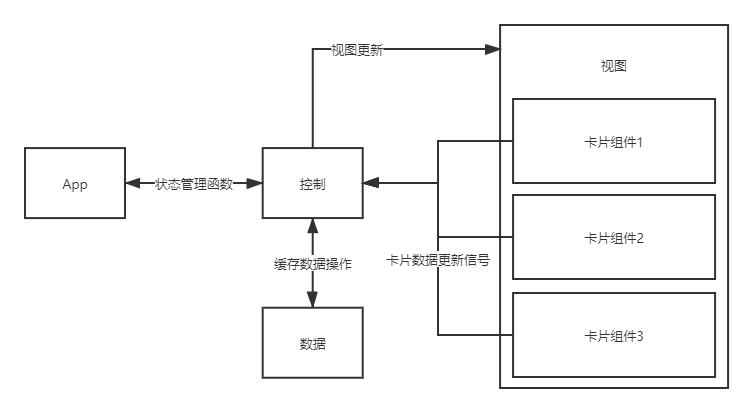 视图更新
视图
卡片组件1
App
状态管理函数
控制
卡片组件2
缓存数据操作
卡片数据更新信号
数据
卡片组件3